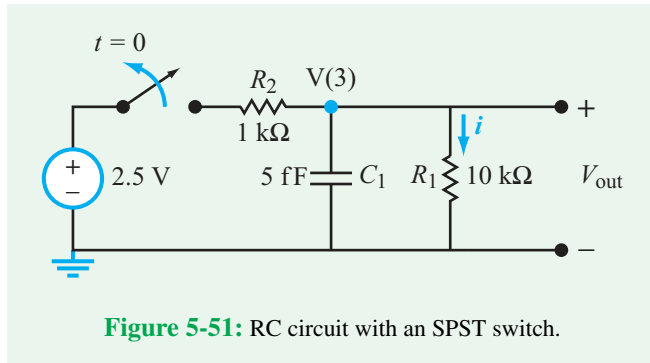 t = 0
R2
V(3)
+
1 kΩ
i
+
−
2.5 V
5 fF
C1
R1
10 kΩ
Vout
−
Figure 5-51: RC circuit with an SPST switch.